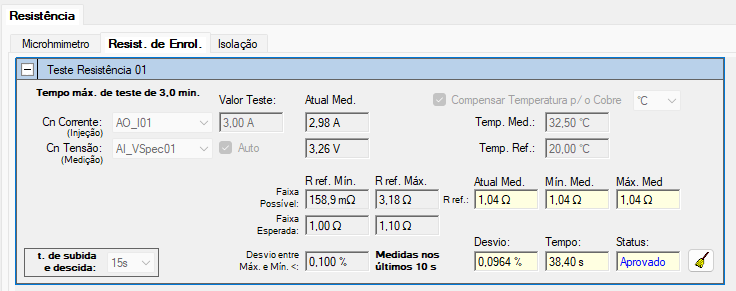 Resistência
Microhmimetro Resist. de Enrol. Isolação
Teste Resistência 01
Tempo máx. de teste de 3,0 min.
Valor Teste: Atual Med.
Compensar Temperatura p/ o Cobre °C
Cn Corrente: AO_I01 3,00 A 2,98 A Temp. Med.: 32,50 °C
(Injeção)
Cn Tensão: AI_VSpec01 Auto 3,26 V Temp. Ref.: 20,00 °C
(Medição)
R ref. Mín. R ref. Máx. Atual Med. Mín. Med. Máx. Med
Faixa
Possível: 158,9 mΩ 3,18 Ω R ref.: 1,04 Ω 1,04 Ω 1,04 Ω
Faixa
Esperada: 1,00 Ω 1,10 Ω
Desvio: Tempo: Status:
t. de subida
e descida: 15s
Desvio entre
Máx. e Mín. <: 0,100 %
Medidas nos
últimos 10 s
0,0964 % 38,40 s Aprovado